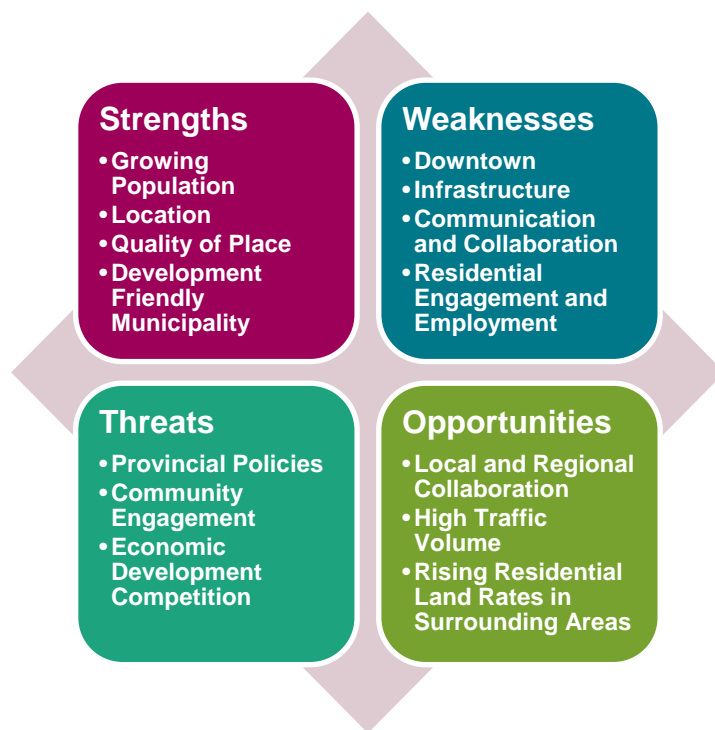 Strengths
• Growing
Population
• Location
• Quality of Place
• Development
Friendly
Municipality
Weaknesses
• Downtown
• Infrastructure
• Communication
and Collaboration
• Residential
Engagement and
Employment
Threats
• Provincial Policies
• Community
Engagement
• Economic
Development
Competition
Opportunities
• Local and Regional
Collaboration
• High Traffic
Volume
• Rising Residential
Land Rates in
Surrounding Areas